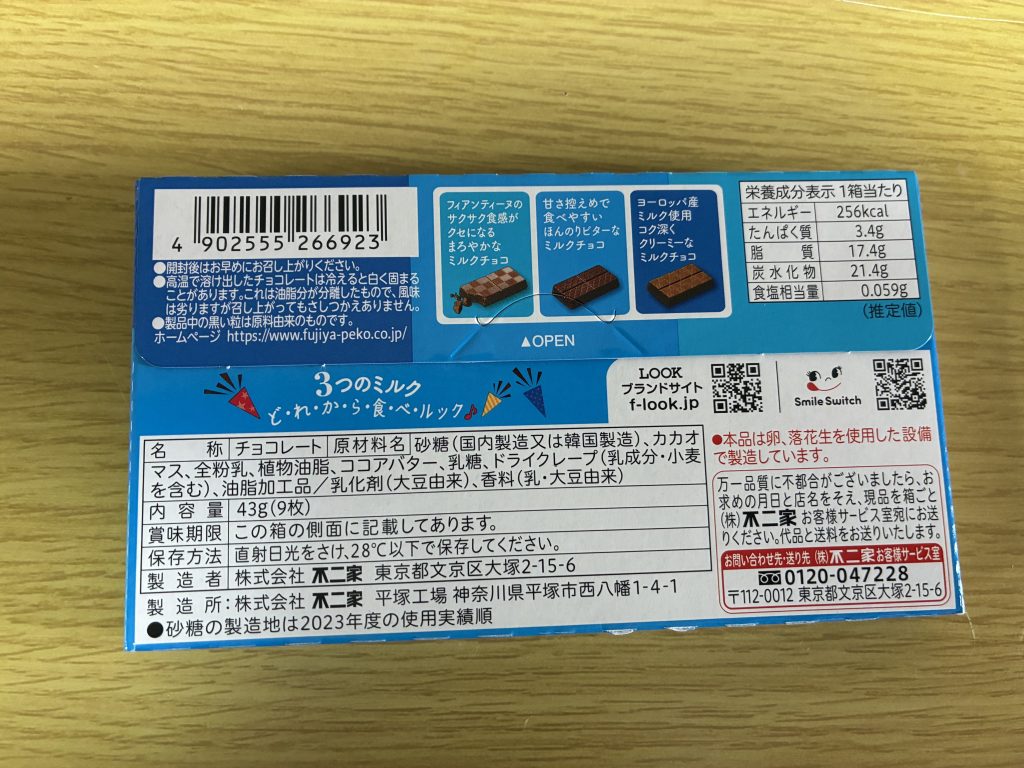 4 902555 266923
●開封後はお早めにお召し上がりください。
●高温で溶け出したチョコレートは冷えると白く固まる
ことがあります。これは油脂分が分離したもので、風味
は劣りますが召し上がってもさしつかえありません。
●製品中の黒い粒は原料由来のものです。
ホームページ https://www.fujiya-peko.co.jp/
フィアンティーヌの
サクサク食感が
クセになる
まろやかな
ミルクチョコ
甘さ控えめで
食べやすい
ほんのりビターな
ミルクチョコ
ヨーロッパ産
ミルク使用
コク深く
クリーミーな
ミルクチョコ
▲OPEN
栄養成分表示 1箱当たり
エネルギー 256kcal
たんぱく質 3.4g
脂質 17.4g
炭水化物 21.4g
食塩相当量 0.059g
(推定値)
3つのミルク
ど・れ・か・ら・食・べ・ルック
LOOK
ブランドサイト
f-look.jp
Smile Switch
名称 チョコレート 原材料名 砂糖(国内製造又は韓国製造)、カカオ
マス、全粉乳、植物油脂、ココアバター、乳糖、ドライクレープ(乳成分・小麦
を含む)、油脂加工品/乳化剤(大豆由来)、香料(乳・大豆由来)
内容量 43g(9枚)
賞味期限 この箱の側面に記載してあります。
保存方法 直射日光をさけ、28℃以下で保存してください。
製造者 株式会社 不二家 東京都文京区大塚2-15-6
製造所:株式会社 不二家 平塚工場 神奈川県平塚市西八幡1-4-1
●砂糖の製造地は2023年度の使用実績順
●本品は卵、落花生を使用した設備
で製造しています。
万一品質に不都合がございましたら、お
求めの月日と店名をそえ、現品を箱ごと
(株)不二家 お客様サービス室宛にお送
りください。代品と送料をお送りいたします。
お問い合わせ先・送り先 (株)不二家お客様サービス室
0120-047228
〒112-0012 東京都文京区大塚2-15-6